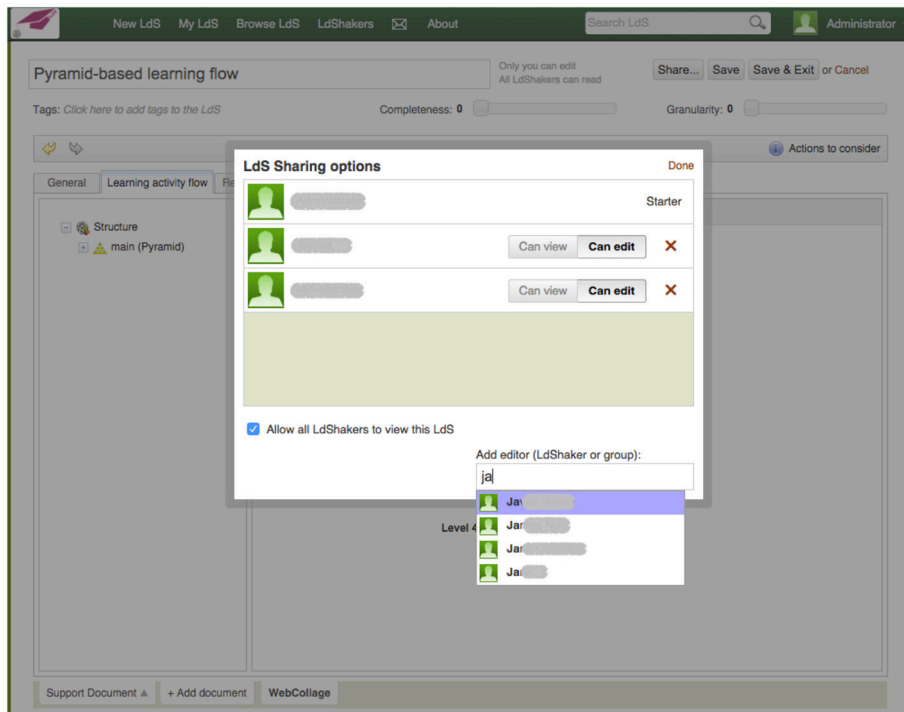 New LdS My LdS Browse LdS LdShakers About Search LdS Administrator
Pyramid-based learning flow
Only you can edit
All LdShakers can read
Share... Save Save & Exit or Cancel
Tags: Click here to add tags to the LdS Completeness: 0 Granularity: 0
Actions to consider
LdS Sharing options Done
General Learning activity flow Re
Starter
Structure
main (Pyramid)
Can view Can edit
Can view Can edit
Allow all LdShakers to view this LdS
Add editor (LdShaker or group):
ja
Level 4
Support Document + Add document WebCollage